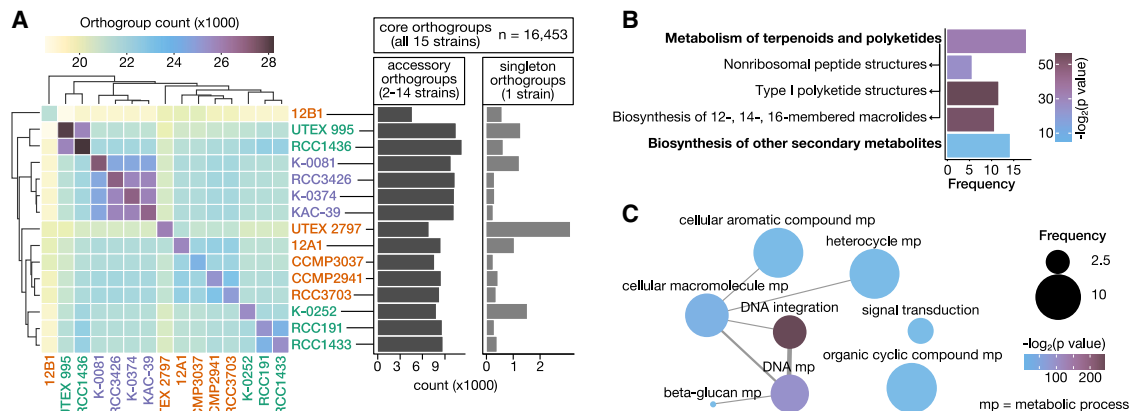 A
Orthogroup count (x1000)
20 22 24 26 28
core orthogroups
(all 15 strains)
n = 16,453
accessory
orthogroups
(2–14 strains)
singleton
orthogroups
(1 strain)
12B1
UTEX 995
RCC1436
K-0081
RCC3426
K-0374
KAC-39
UTEX 2797
12A1
CCMP3037
CCMP2941
RCC3703
K-0252
RCC191
RCC1433
12B1
UTEX 995
RCC1436
K-0081
RCC3426
K-0374
KAC-39
UTEX 2797
12A1
CMP3037
CMP2941
RCC3703
K-0252
RCC191
RCC1433
0 3 6 9
0 1 2
count (x1000)
B
Metabolism of terpenoids and polyketides
Nonribosomal peptide structures
Type I polyketide structures
Biosynthesis of 12-, 14-, 16-membered macrolides
Biosynthesis of other secondary metabolites
0 5 10 15
Frequency
50
30
10
-log2(p value)
C
cellular aromatic compound mp
heterocycle mp
cellular macromolecule mp
DNA integration
signal transduction
DNA mp
organic cyclic compound mp
beta-glucan mp
Frequency
2.5
10
-log2(p value)
100 200
mp = metabolic process